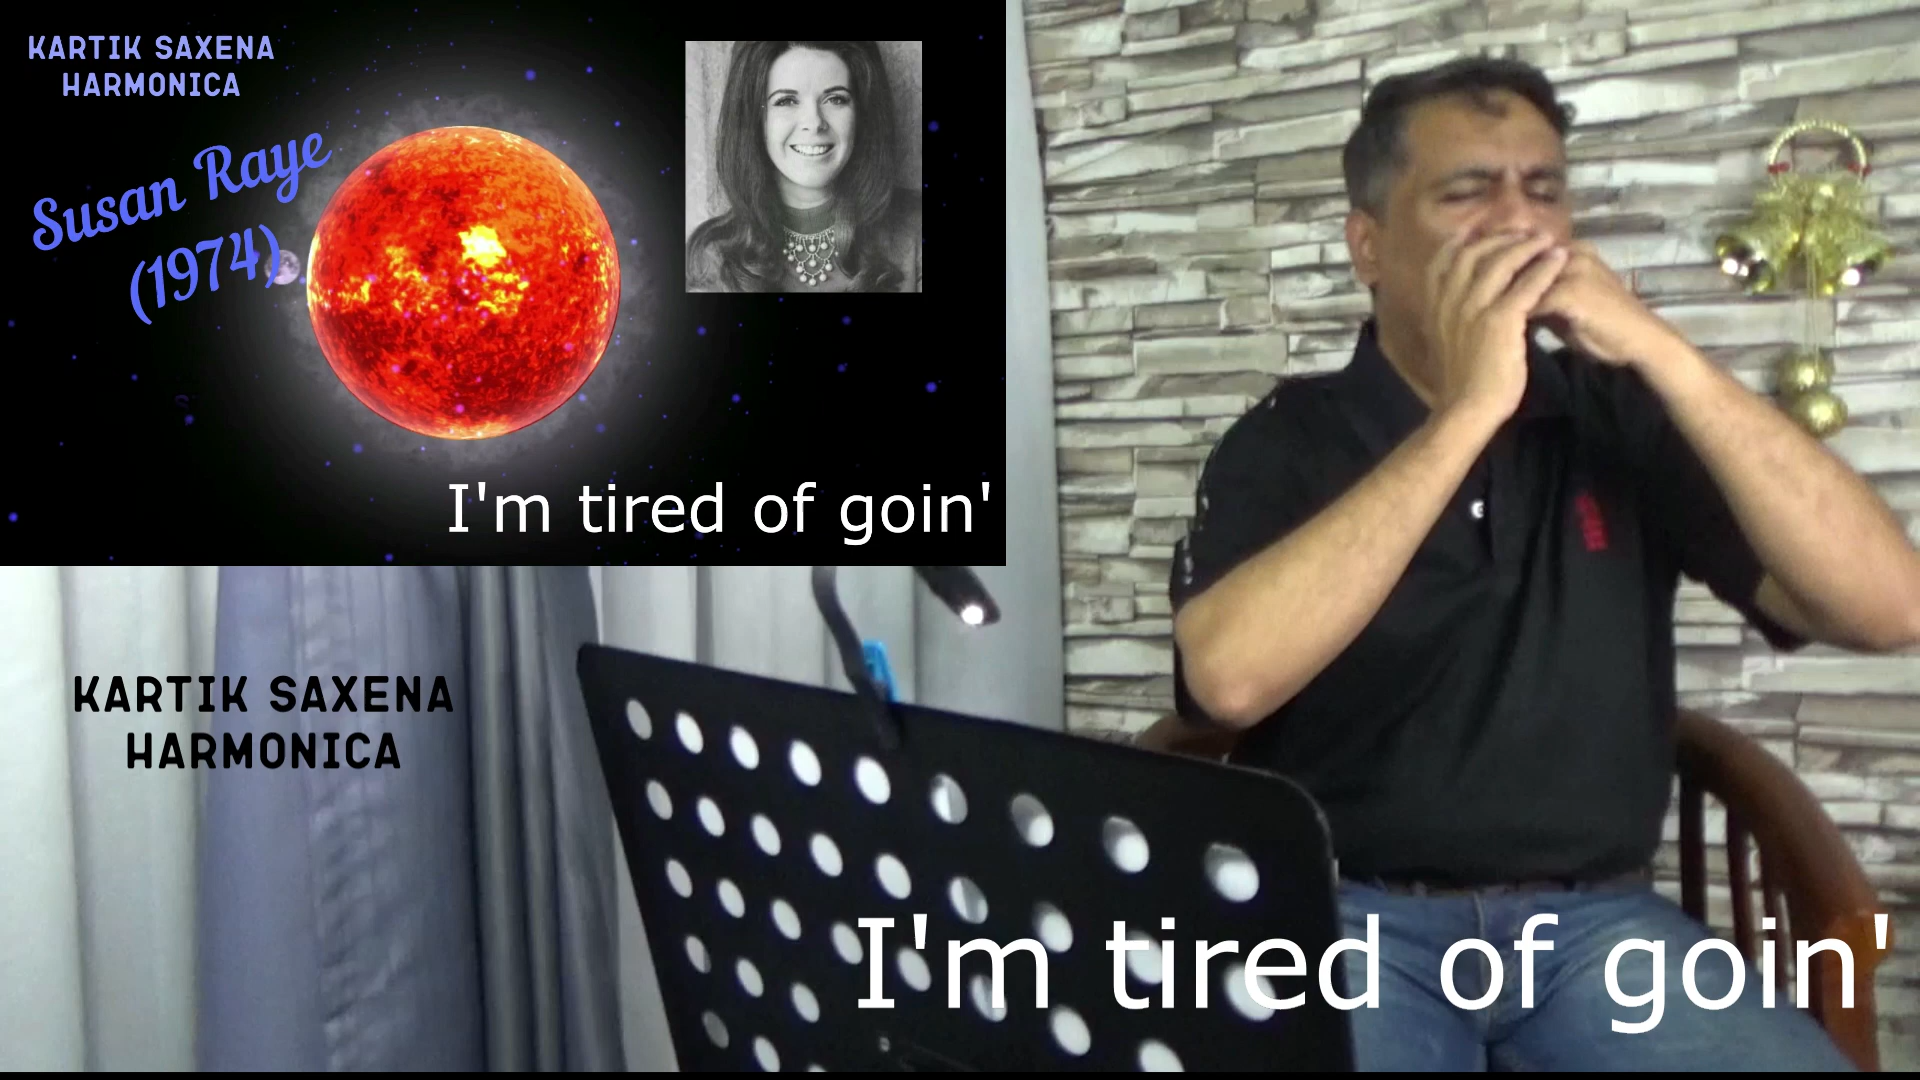 KARTIK SAXENA
HARMONICA
Susan Raye
(1974)
I'm tired of goin'
KARTIK SAXENA
HARMONICA
I'm tired of goin'